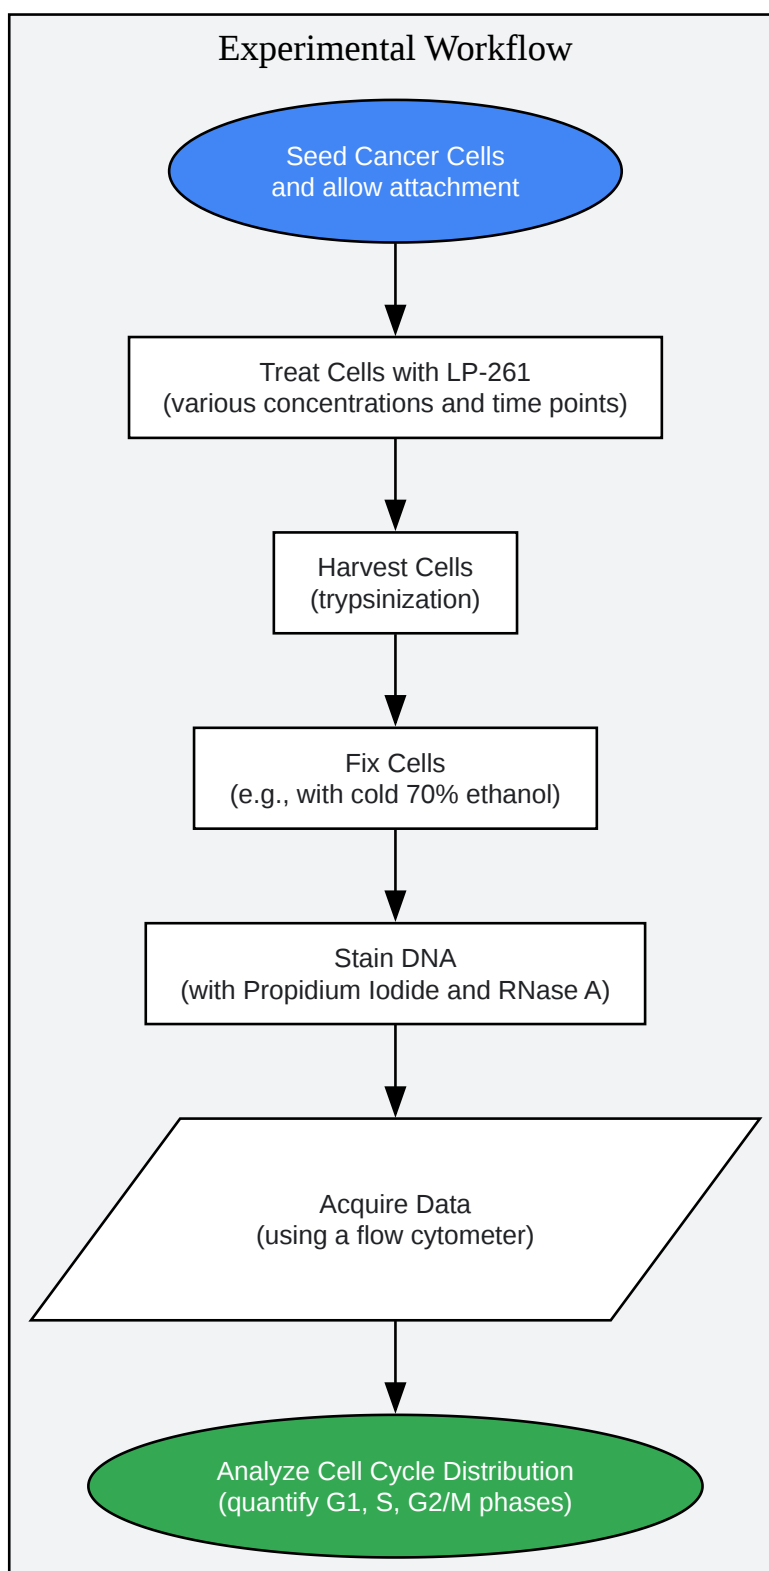 Experimental Workflow
Seed Cancer Cells
and allow attachment
Treat Cells with LP-261
(various concentrations and time points)
Harvest Cells
(trypsinization)
Fix Cells
(e.g., with cold 70% ethanol)
Stain DNA
(with Propidium Iodide and RNase A)
Acquire Data
(using a flow cytometer)
Analyze Cell Cycle Distribution
(quantify G1, S, G2/M phases)